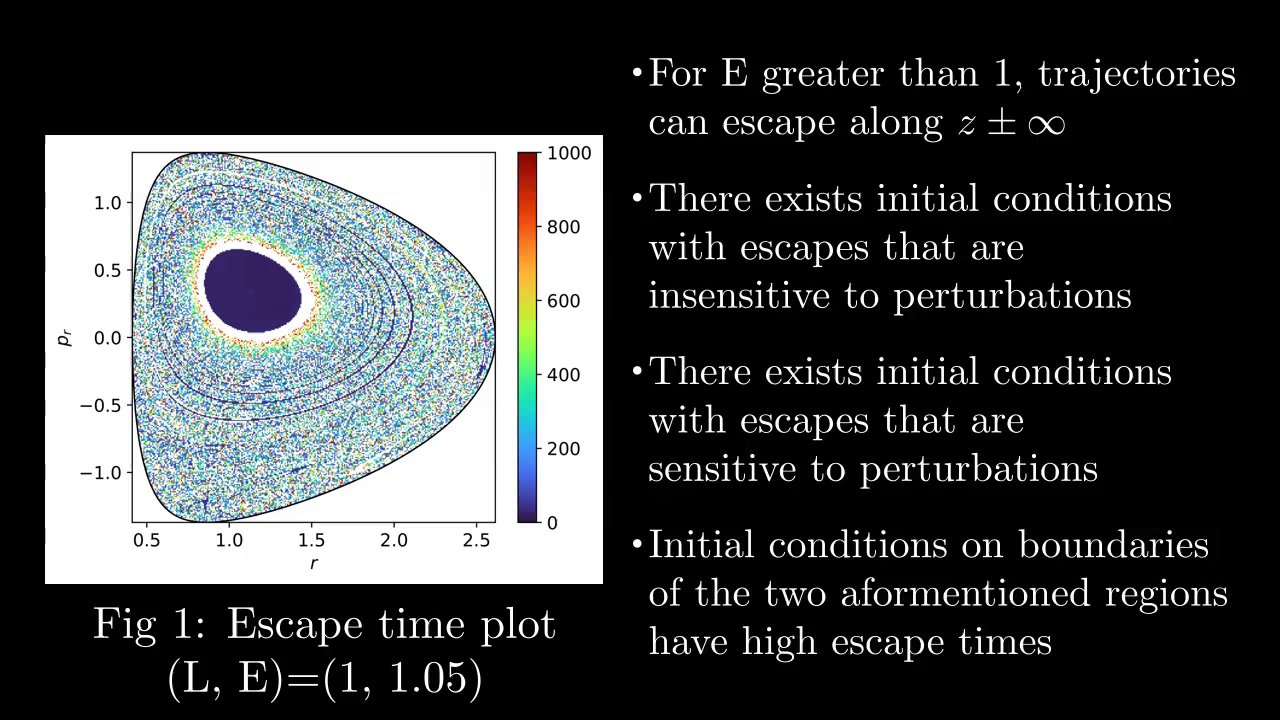 •For E greater than 1, trajectories
can escape along z ± ∞
•There exists initial conditions
with escapes that are
insensitive to perturbations
•There exists initial conditions
with escapes that are
sensitive to perturbations
•Initial conditions on boundaries
of the two aformentioned regions
have high escape times
1000
800
600
400
200
0
1.0
0.5
0.0
−0.5
−1.0
p_r
0.5 1.0 1.5 2.0 2.5
r
Fig 1: Escape time plot
(L, E)=(1, 1.05)